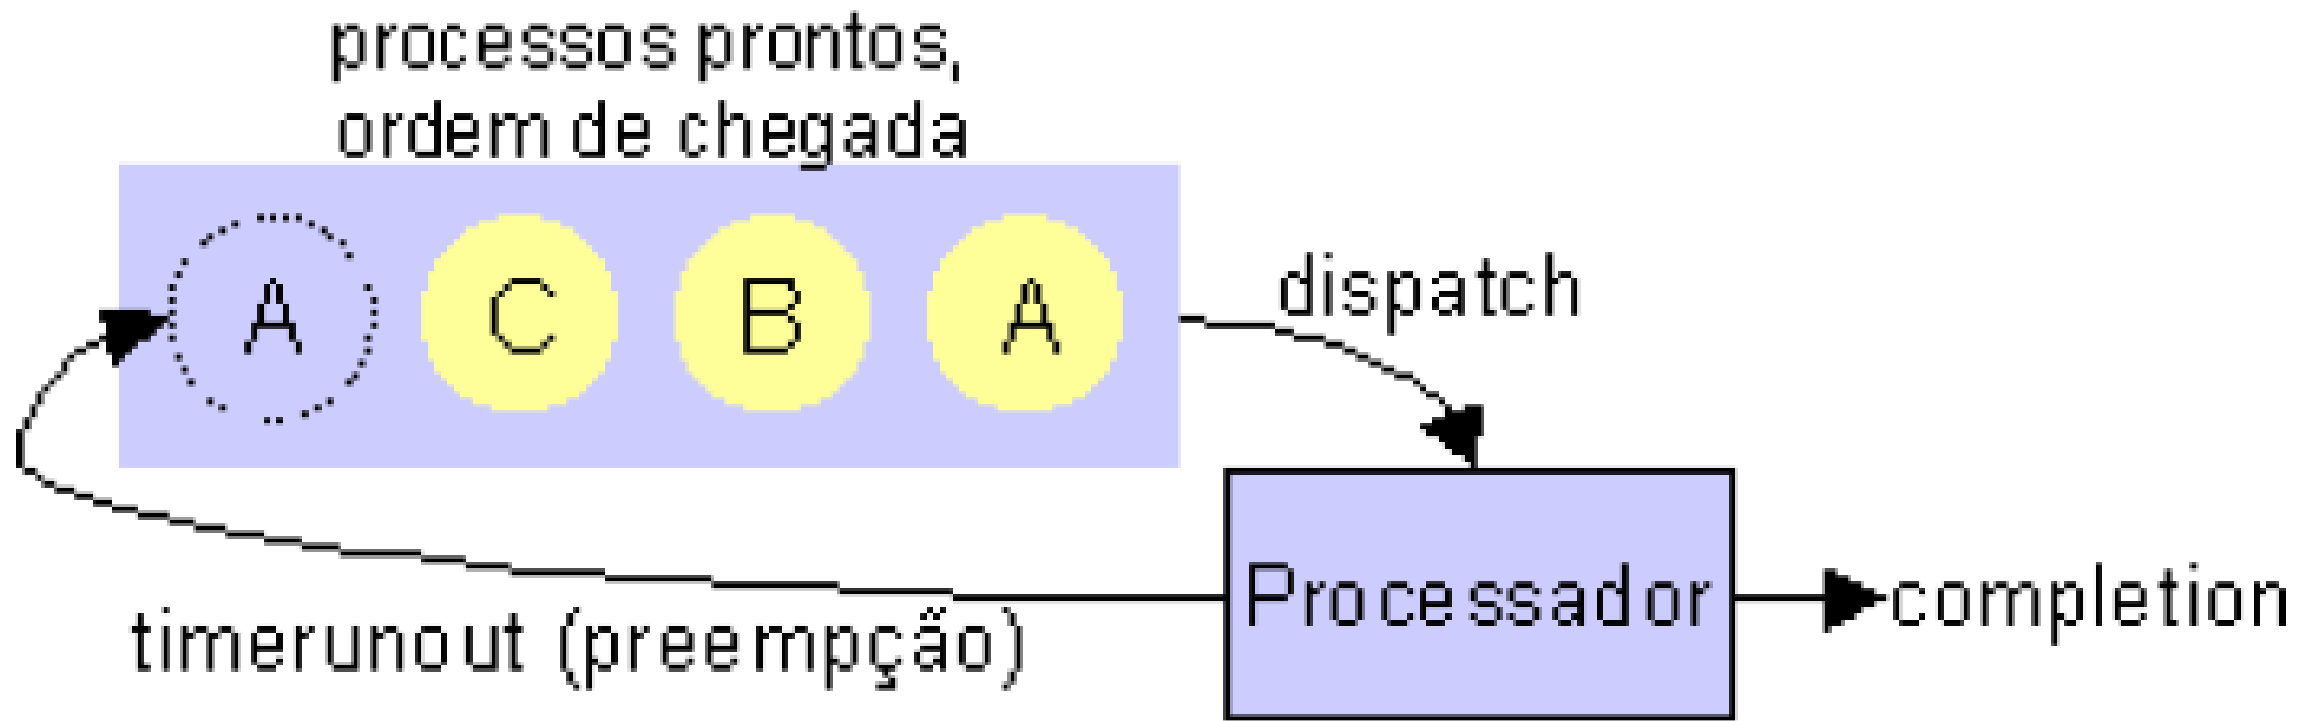 processos prontos,
ordem de chegada
A C B A
dispatch
Processador
completion
timerunout (preempção)